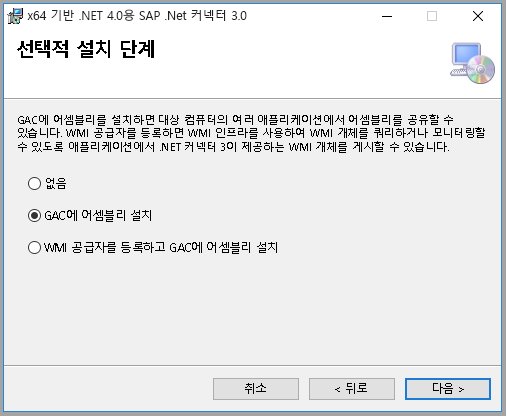 x64 기반 .NET 4.0용 SAP .Net 커넥터 3.0
선택적 설치 단계
GAC에 어셈블리를 설치하면 대상 컴퓨터의 여러 애플리케이션에서 어셈블리를 공유할 수
있습니다. WMI 공급자를 등록하면 WMI 인프라를 사용하여 WMI 개체를 쿼리하거나 모니터링할
수 있도록 애플리케이션에서 .NET 커넥터 3이 제공하는 WMI 개체를 게시할 수 있습니다.
없음
GAC에 어셈블리 설치
WMI 공급자를 등록하고 GAC에 어셈블리 설치
취소
< 뒤로
다음 >